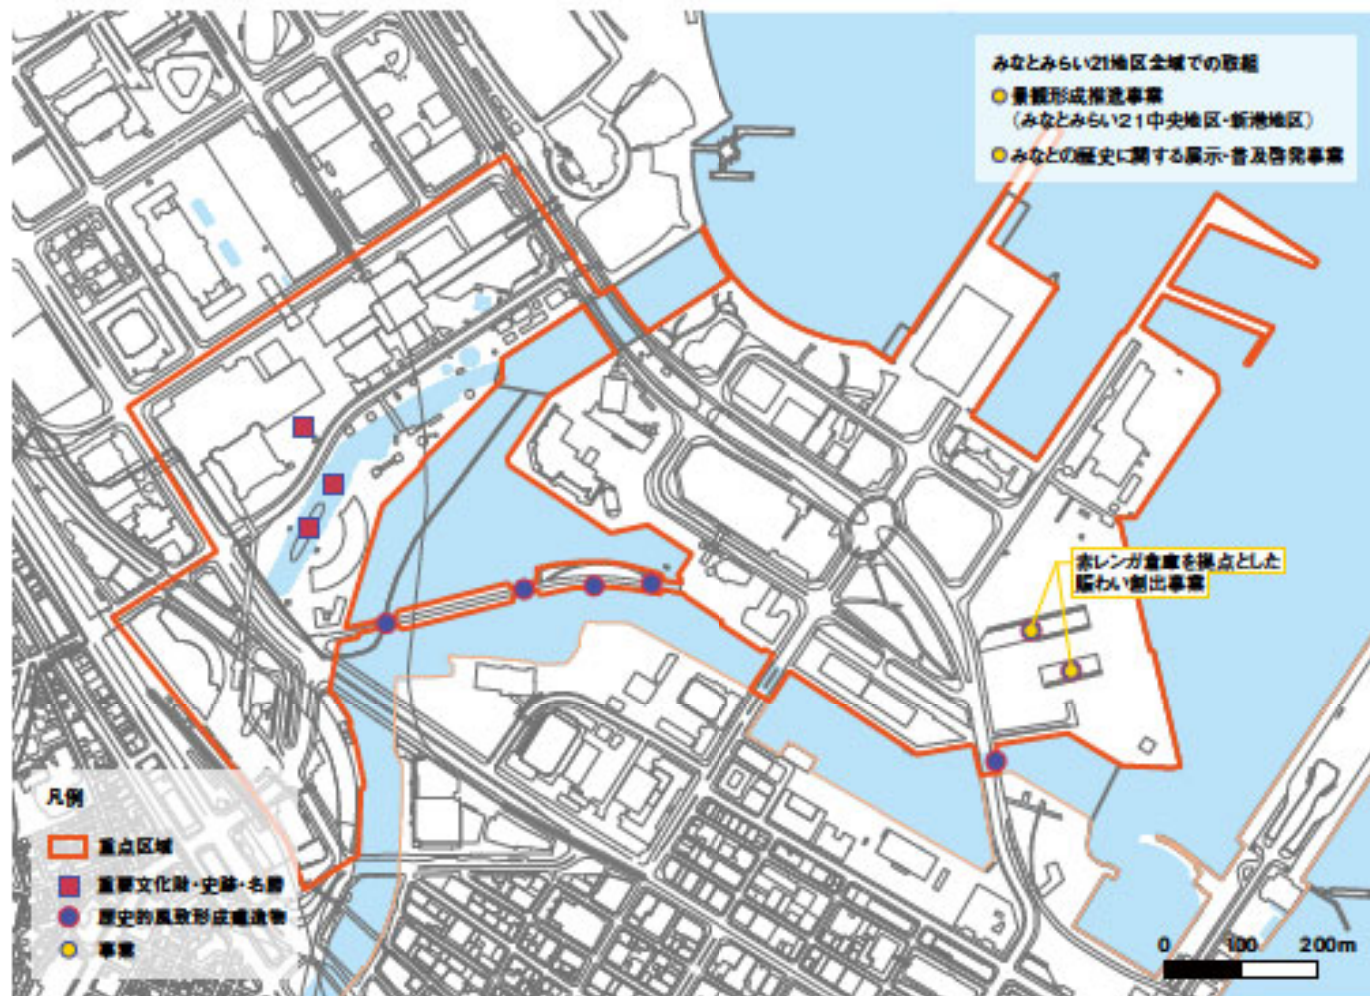 みなとみらい21地区全域での取組
景観形成推進事業
(みなとみらい21中央地区・新港地区)
みなとの歴史に関する展示・普及啓発事業
赤レンガ倉庫を拠点とした
賑わい創出事業
凡例
重点区域
重要文化財・史跡・名勝
歴史的風致形成建造物
事業
0 100 200m